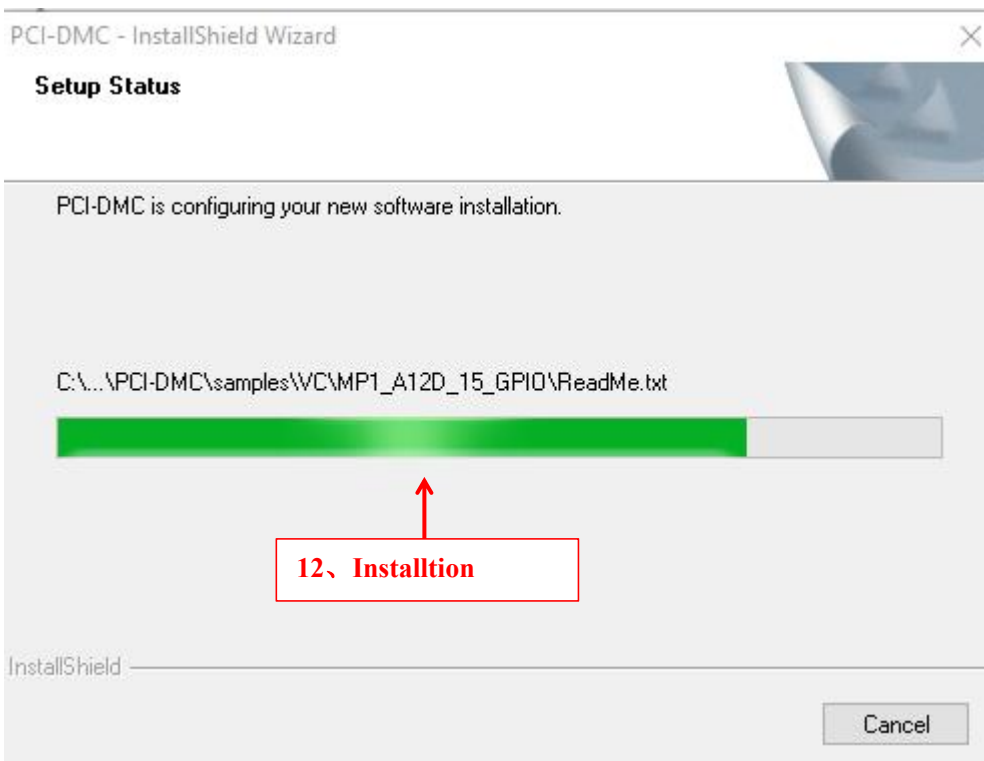 PCI-DMC - InstallShield Wizard
Setup Status
PCI-DMC is configuring your new software installation.
C:\...\PCI-DMC\samples\VC\MP1_A12D_15_GPIO\ReadMe.txt
12、Installtion
InstallShield
Cancel